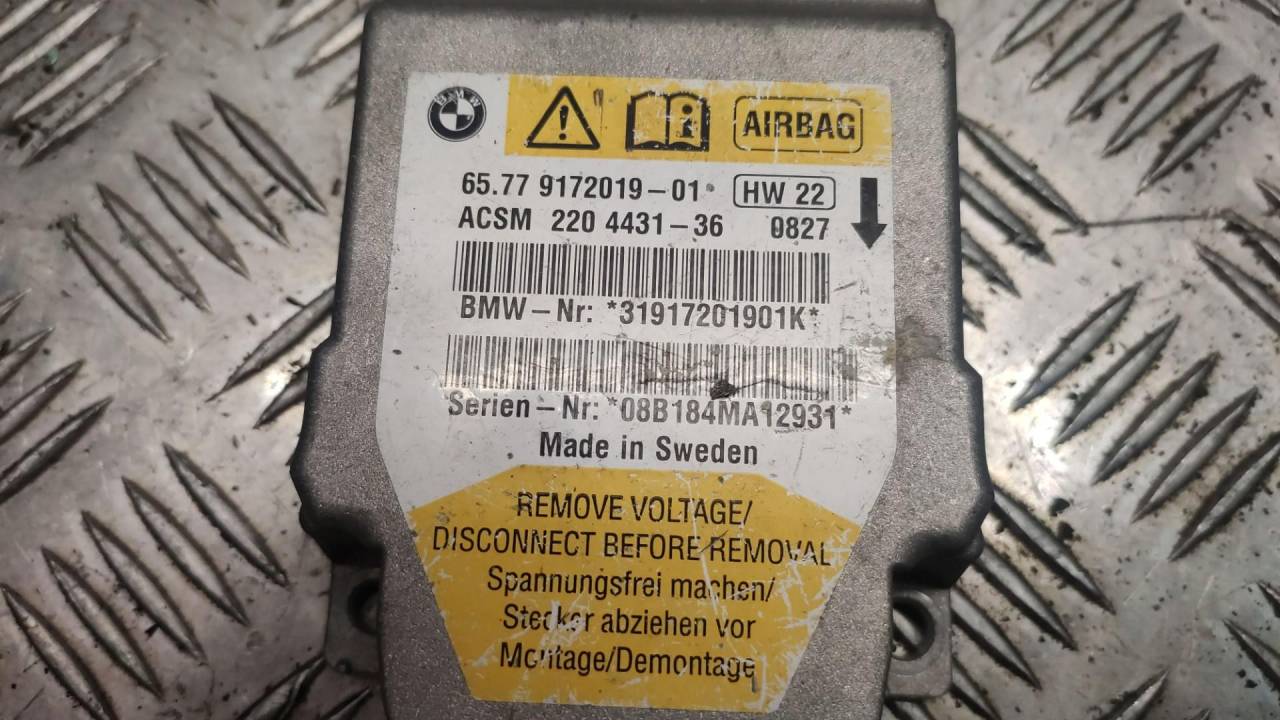 BMW
AIRBAG
65.77 9172019-01 HW 22
ACSM 220 4431-36 0827
BMW-Nr: *31917201901K*
Serien-Nr: *08B184MA12931*
Made in Sweden
REMOVE VOLTAGE/
DISCONNECT BEFORE REMOVAL
Spannungsfrei machen/
Stecker abziehen vor
Montage/Demontage